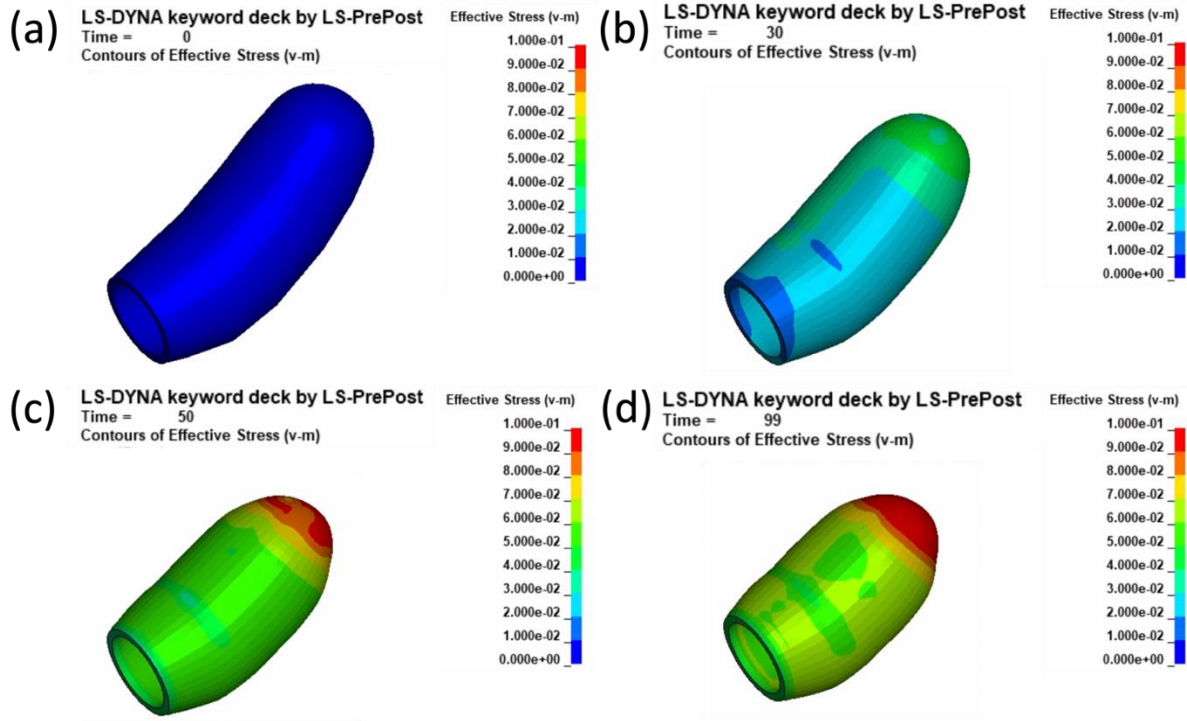 (a)
LS-DYNA keyword deck by LS-PrePost
Time = 0
Contours of Effective Stress (v-m)
Effective Stress (v-m)
1.000e-01
9.000e-02
8.000e-02
7.000e-02
6.000e-02
5.000e-02
4.000e-02
3.000e-02
2.000e-02
1.000e-02
0.000e+00
(b)
LS-DYNA keyword deck by LS-PrePost
Time = 30
Contours of Effective Stress (v-m)
Effective Stress (v-m)
1.000e-01
9.000e-02
8.000e-02
7.000e-02
6.000e-02
5.000e-02
4.000e-02
3.000e-02
2.000e-02
1.000e-02
0.000e+00
(c)
LS-DYNA keyword deck by LS-PrePost
Time = 50
Contours of Effective Stress (v-m)
Effective Stress (v-m)
1.000e-01
9.000e-02
8.000e-02
7.000e-02
6.000e-02
5.000e-02
4.000e-02
3.000e-02
2.000e-02
1.000e-02
0.000e+00
(d)
LS-DYNA keyword deck by LS-PrePost
Time = 99
Contours of Effective Stress (v-m)
Effective Stress (v-m)
1.000e-01
9.000e-02
8.000e-02
7.000e-02
6.000e-02
5.000e-02
4.000e-02
3.000e-02
2.000e-02
1.000e-02
0.000e+00